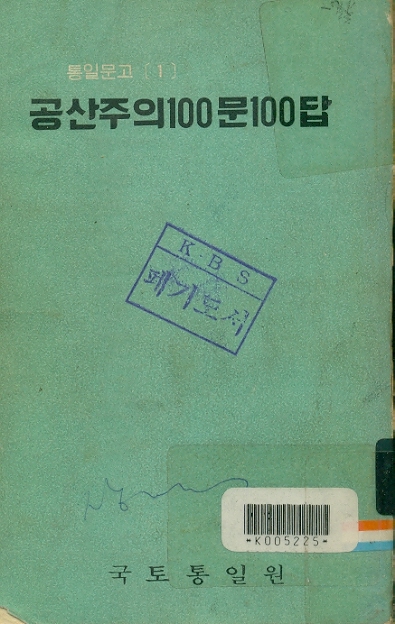 통일문고 [1]
공산주의100문100답
K·B S
폐기도서
*K005225*
국토통일원